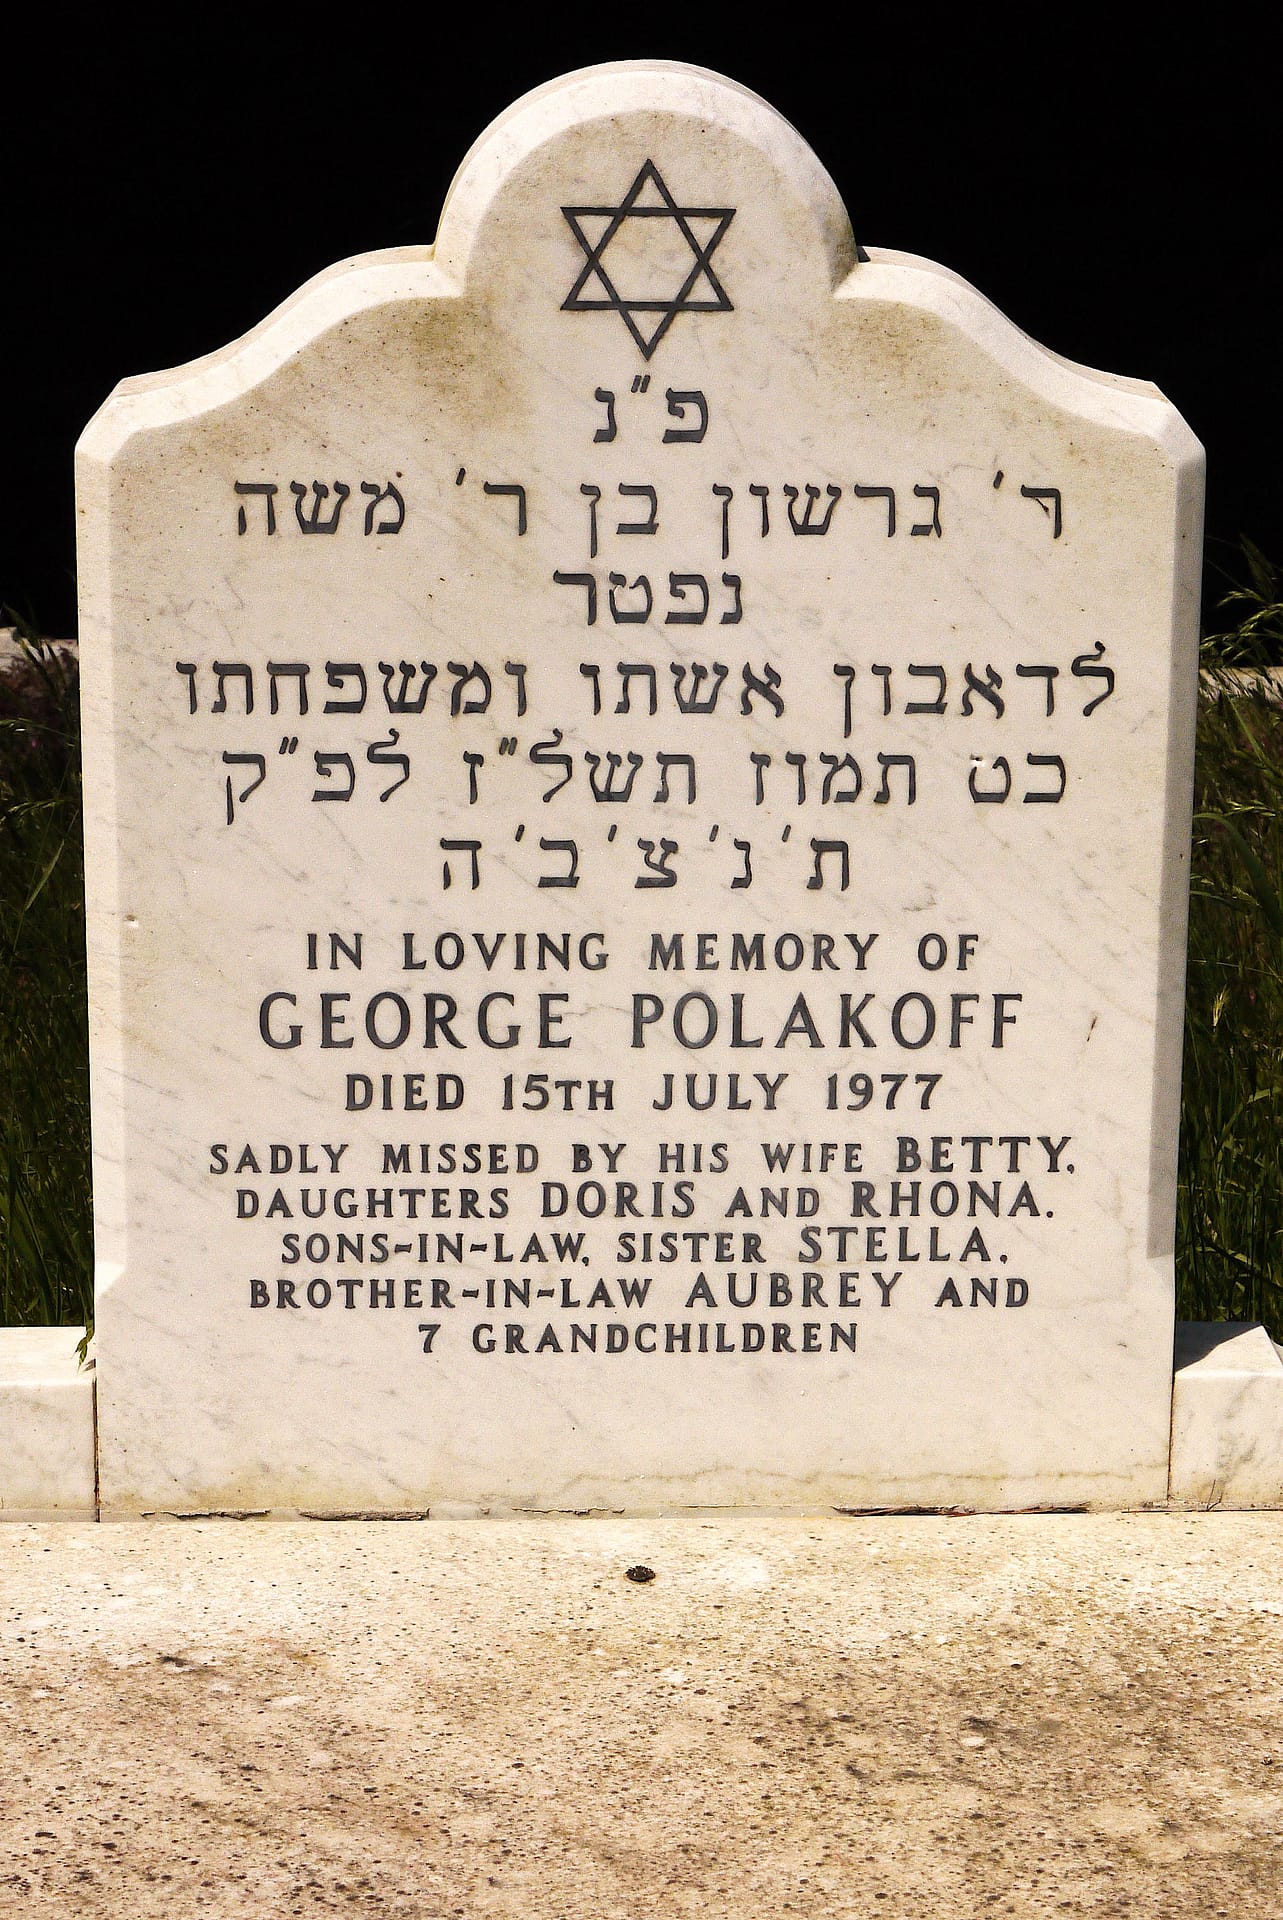 פ"נ
ר' גרשון בן ר' משה
נפטר
לדאבון אשתו ומשפחתו
כט תמוז תשל"ז לפ"ק
ת'נ'צ'ב'ה
IN LOVING MEMORY OF
GEORGE POLAKOFF
DIED 15TH JULY 1977
SADLY MISSED BY HIS WIFE BETTY,
DAUGHTERS DORIS AND RHONA,
SONS-IN-LAW, SISTER STELLA,
BROTHER-IN-LAW AUBREY AND
7 GRANDCHILDREN